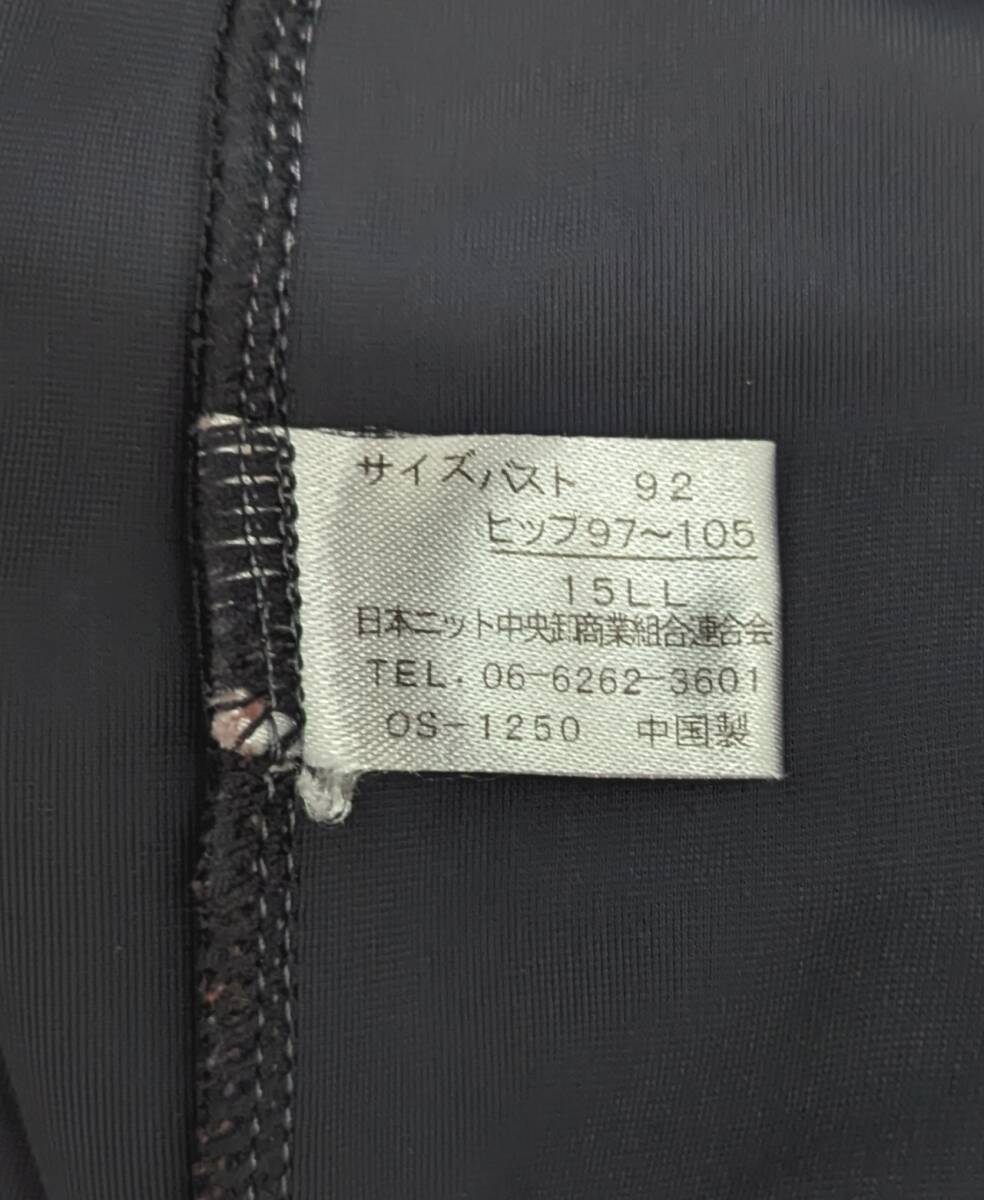 サイズバスト 92
ヒップ97～105
15LL
日本ニット中央卸商業組合連合会
TEL. 06-6262-3601
OS-1250 中国製